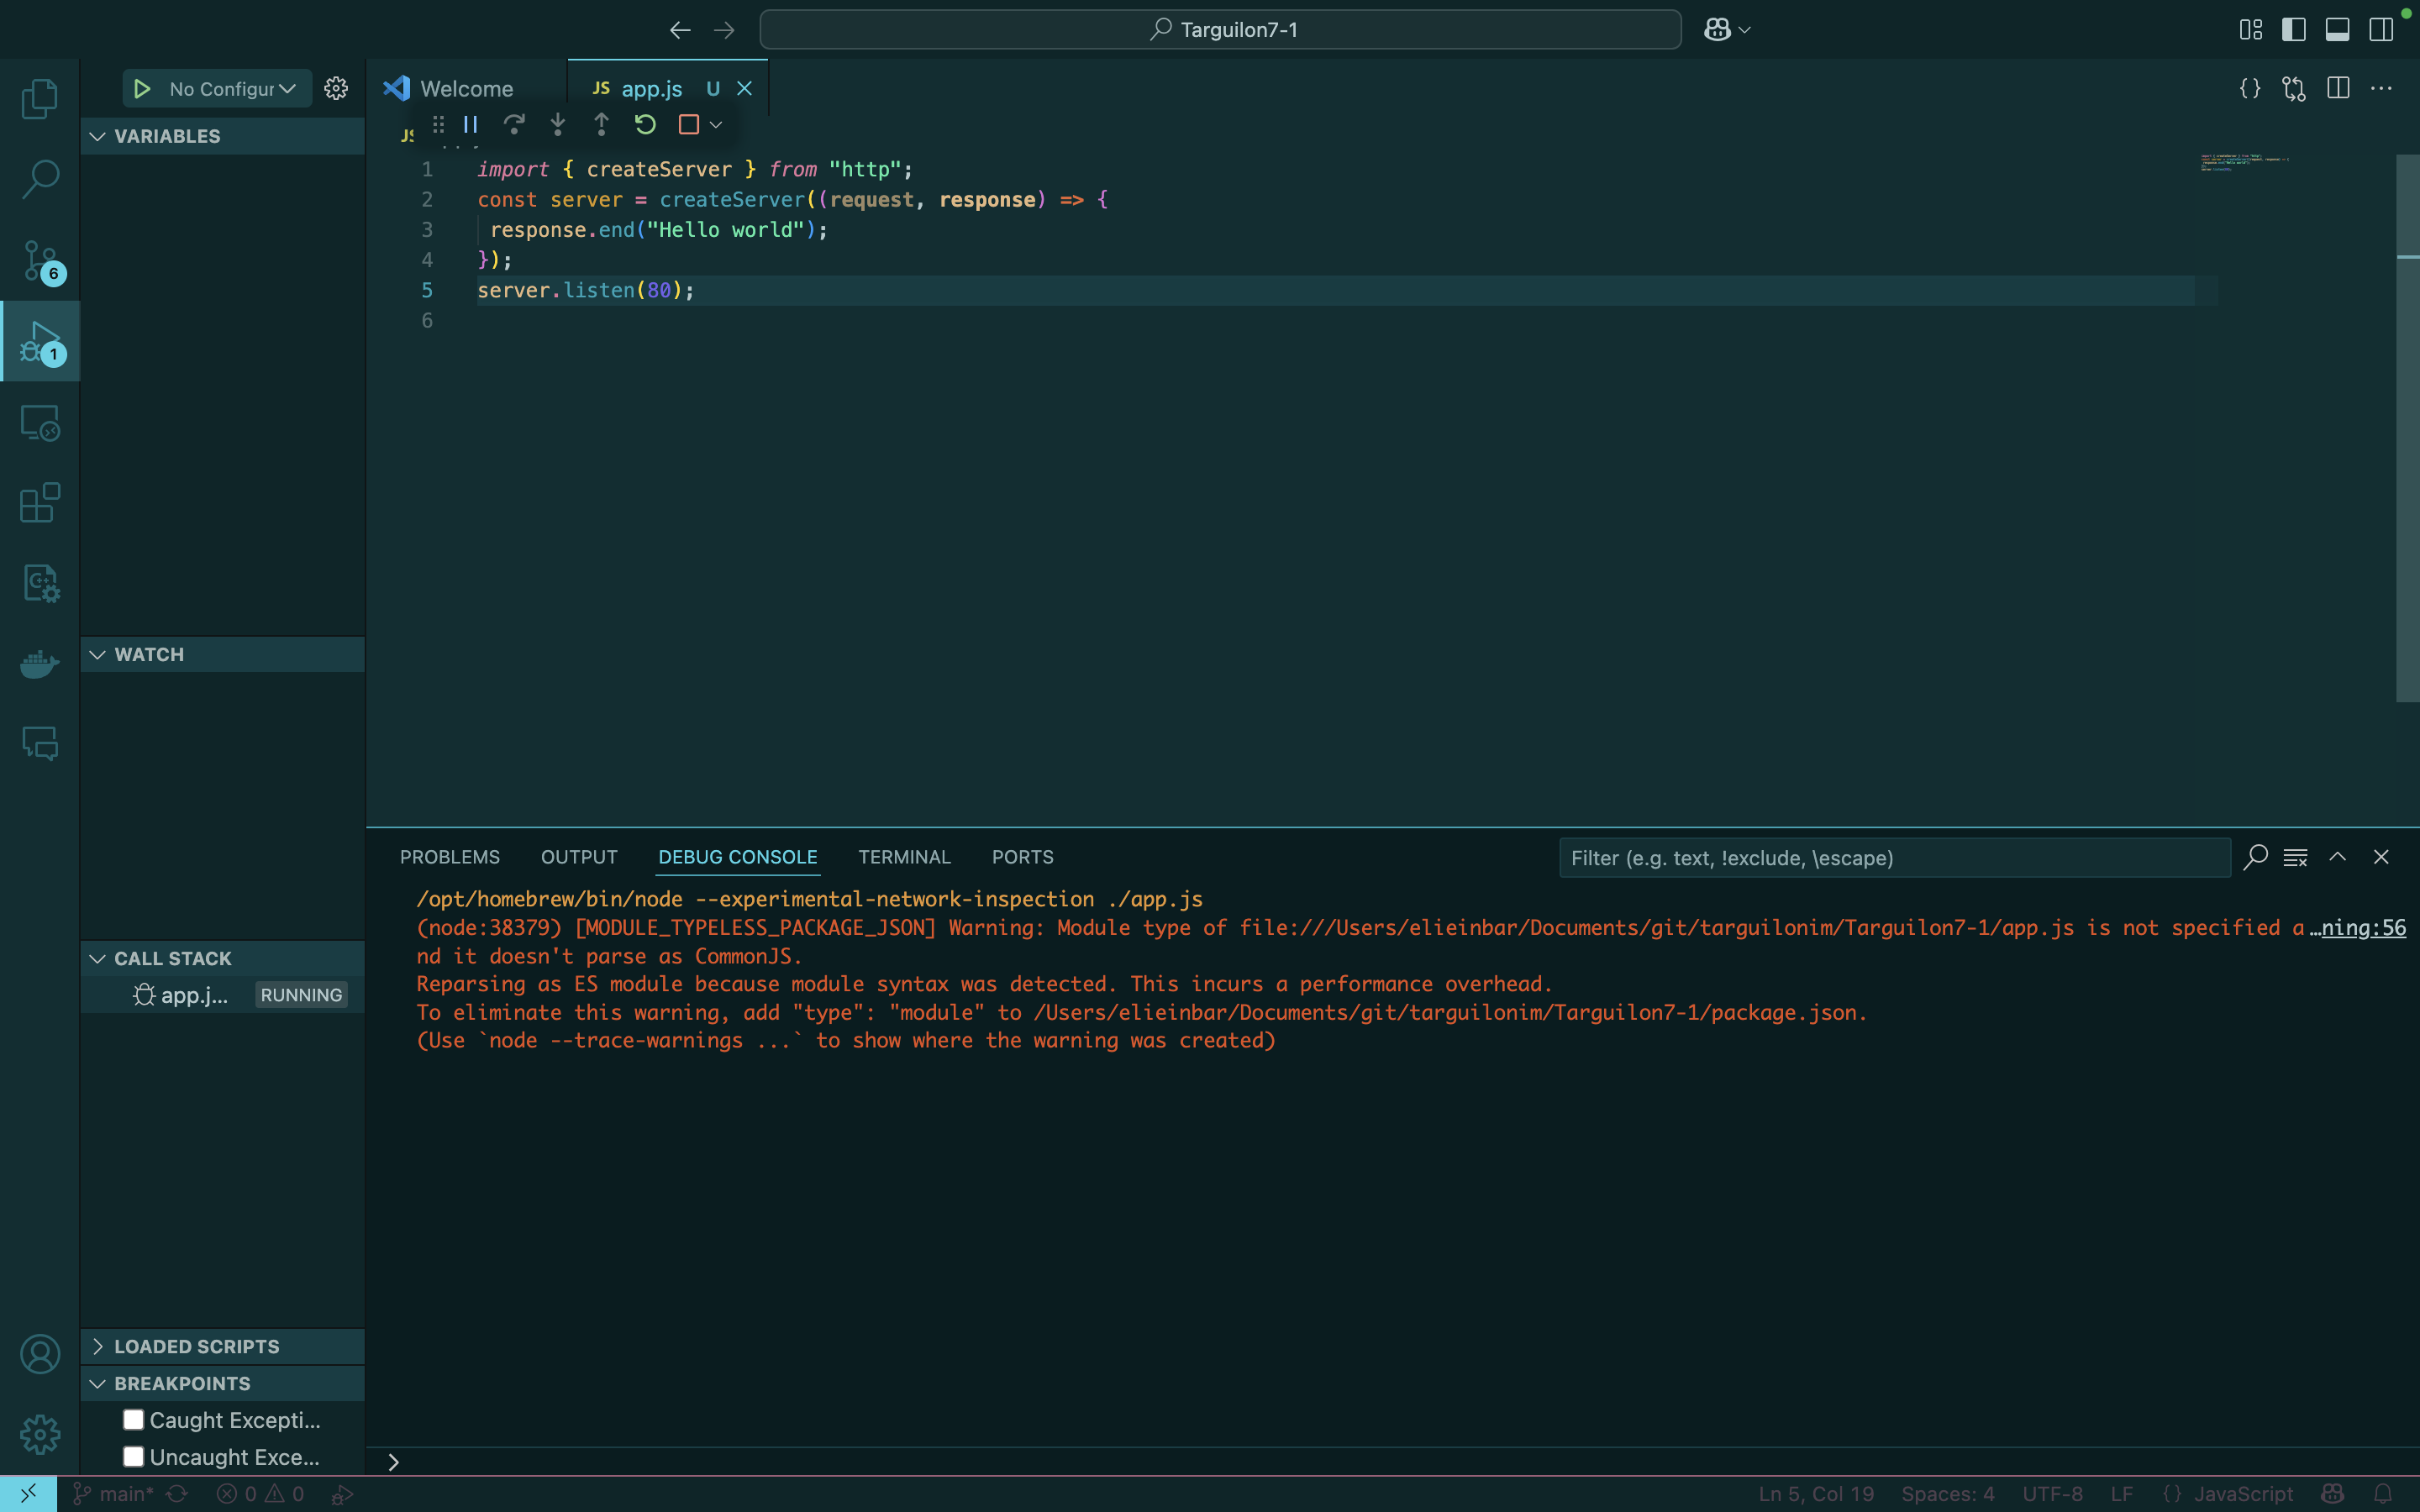 Targuilon7-1
No Configur
Welcome
JS app.js U
VARIABLES
1 import { createServer } from "http";
2 const server = createServer((request, response) => {
3 response.end("Hello world");
4 });
5 server.listen(80);
6
6
1
WATCH
CALL STACK
app.j... RUNNING
LOADED SCRIPTS
BREAKPOINTS
Caught Excepti...
Uncaught Exce...
PROBLEMS OUTPUT DEBUG CONSOLE TERMINAL PORTS
Filter (e.g. text, !exclude, \escape)
/opt/homebrew/bin/node --experimental-network-inspection ./app.js
(node:38379) [MODULE_TYPELESS_PACKAGE_JSON] Warning: Module type of file:///Users/elieinbar/Documents/git/targuilonim/Targuilon7-1/app.js is not specified a …ning:56
nd it doesn't parse as CommonJS.
Reparsing as ES module because module syntax was detected. This incurs a performance overhead.
To eliminate this warning, add "type": "module" to /Users/elieinbar/Documents/git/targuilonim/Targuilon7-1/package.json.
(Use `node --trace-warnings ...` to show where the warning was created)
main* 0 0
Ln 5, Col 19 Spaces: 4 UTF-8 LF {} JavaScript